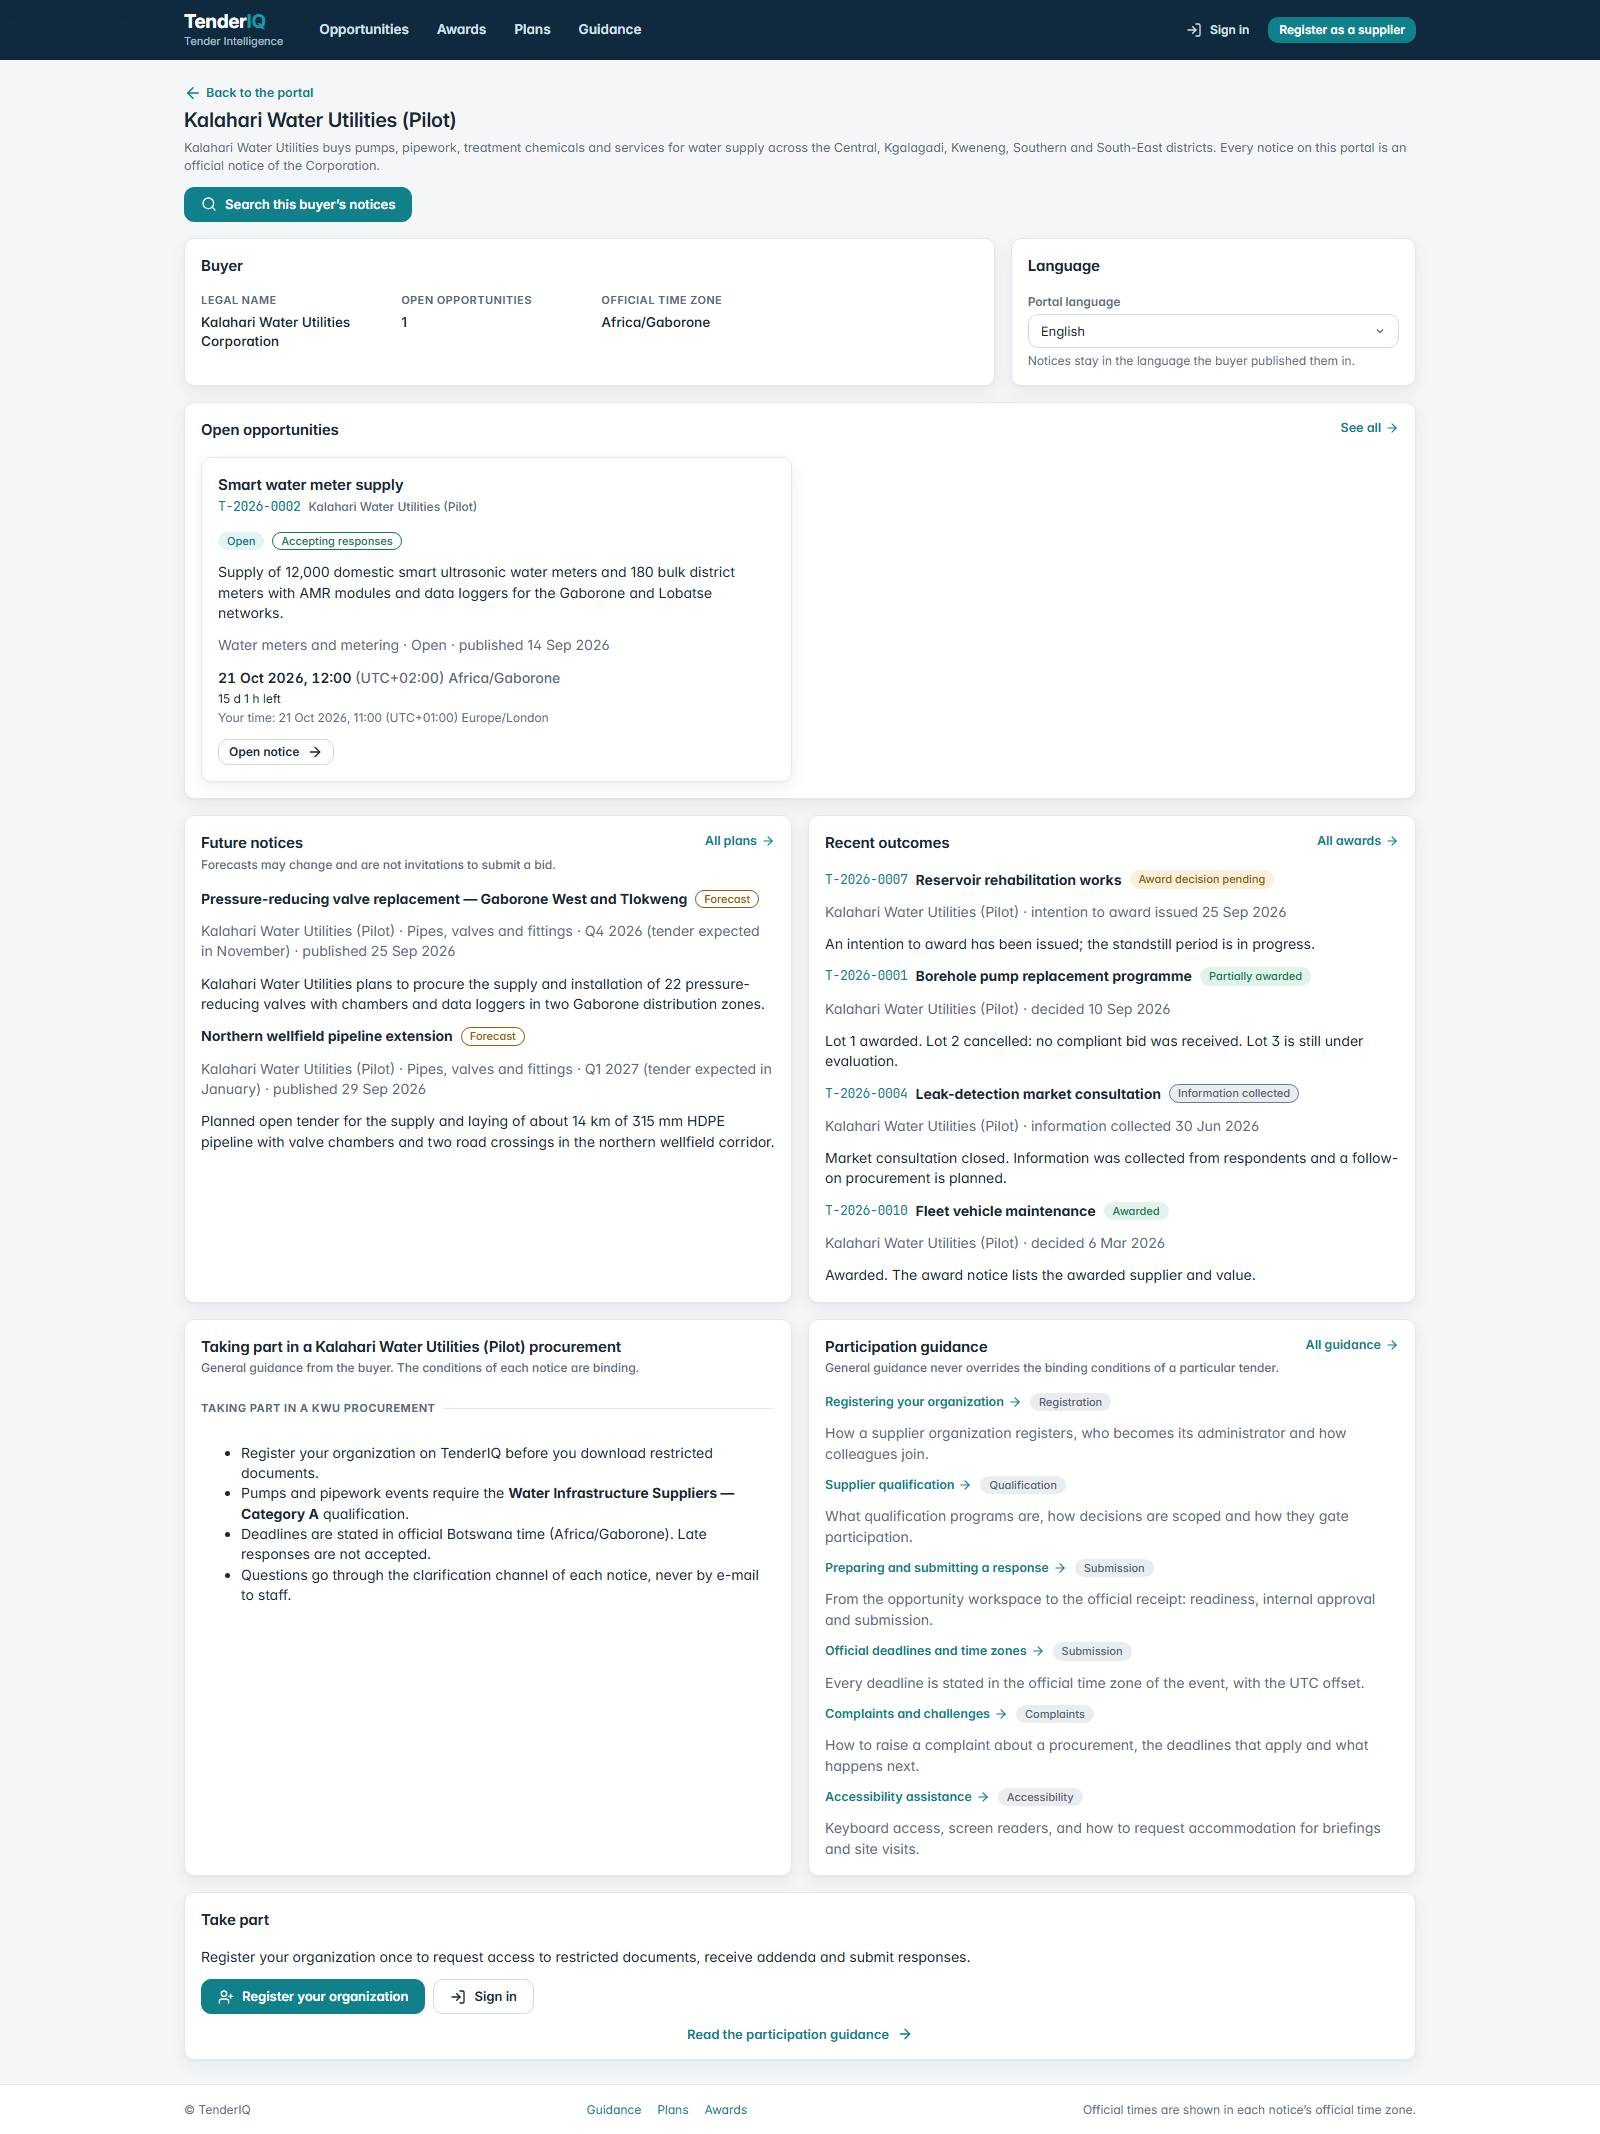 TenderIQ
Tender Intelligence
Opportunities
Awards
Plans
Guidance
Sign in
Register as a supplier
Back to the portal
Kalahari Water Utilities (Pilot)
Kalahari Water Utilities buys pumps, pipework, treatment chemicals and services for water supply across the Central, Kgalagadi, Kweneng, Southern and South-East districts. Every notice on this portal is an
official notice of the Corporation.
Search this buyer’s notices
Buyer
LEGAL NAME
Kalahari Water Utilities
Corporation
OPEN OPPORTUNITIES
1
OFFICIAL TIME ZONE
Africa/Gaborone
Language
Portal language
English
Notices stay in the language the buyer published them in.
Open opportunities
See all
Smart water meter supply
T-2026-0002 Kalahari Water Utilities (Pilot)
Open Accepting responses
Supply of 12,000 domestic smart ultrasonic water meters and 180 bulk district
meters with AMR modules and data loggers for the Gaborone and Lobatse
networks.
Water meters and metering · Open · published 14 Sep 2026
21 Oct 2026, 12:00 (UTC+02:00) Africa/Gaborone
15 d 1 h left
Your time: 21 Oct 2026, 11:00 (UTC+01:00) Europe/London
Open notice
Future notices
All plans
Forecasts may change and are not invitations to submit a bid.
Pressure-reducing valve replacement — Gaborone West and Tlokweng Forecast
Kalahari Water Utilities (Pilot) · Pipes, valves and fittings · Q4 2026 (tender expected
in November) · published 25 Sep 2026
Kalahari Water Utilities plans to procure the supply and installation of 22 pressure-
reducing valves with chambers and data loggers in two Gaborone distribution zones.
Northern wellfield pipeline extension Forecast
Kalahari Water Utilities (Pilot) · Pipes, valves and fittings · Q1 2027 (tender expected in
January) · published 29 Sep 2026
Planned open tender for the supply and laying of about 14 km of 315 mm HDPE
pipeline with valve chambers and two road crossings in the northern wellfield corridor.
Recent outcomes
All awards
T-2026-0007 Reservoir rehabilitation works Award decision pending
Kalahari Water Utilities (Pilot) · intention to award issued 25 Sep 2026
An intention to award has been issued; the standstill period is in progress.
T-2026-0001 Borehole pump replacement programme Partially awarded
Kalahari Water Utilities (Pilot) · decided 10 Sep 2026
Lot 1 awarded. Lot 2 cancelled: no compliant bid was received. Lot 3 is still under
evaluation.
T-2026-0004 Leak-detection market consultation Information collected
Kalahari Water Utilities (Pilot) · information collected 30 Jun 2026
Market consultation closed. Information was collected from respondents and a follow-
on procurement is planned.
T-2026-0010 Fleet vehicle maintenance Awarded
Kalahari Water Utilities (Pilot) · decided 6 Mar 2026
Awarded. The award notice lists the awarded supplier and value.
Taking part in a Kalahari Water Utilities (Pilot) procurement
General guidance from the buyer. The conditions of each notice are binding.
TAKING PART IN A KWU PROCUREMENT
• Register your organization on TenderIQ before you download restricted
documents.
• Pumps and pipework events require the Water Infrastructure Suppliers —
Category A qualification.
• Deadlines are stated in official Botswana time (Africa/Gaborone). Late
responses are not accepted.
• Questions go through the clarification channel of each notice, never by e-mail
to staff.
Participation guidance
All guidance
General guidance never overrides the binding conditions of a particular tender.
Registering your organization Registration
How a supplier organization registers, who becomes its administrator and how
colleagues join.
Supplier qualification Qualification
What qualification programs are, how decisions are scoped and how they gate
participation.
Preparing and submitting a response Submission
From the opportunity workspace to the official receipt: readiness, internal approval
and submission.
Official deadlines and time zones Submission
Every deadline is stated in the official time zone of the event, with the UTC offset.
Complaints and challenges Complaints
How to raise a complaint about a procurement, the deadlines that apply and what
happens next.
Accessibility assistance Accessibility
Keyboard access, screen readers, and how to request accommodation for briefings
and site visits.
Take part
Register your organization once to request access to restricted documents, receive addenda and submit responses.
Register your organization
Sign in
Read the participation guidance
© TenderIQ
Guidance Plans Awards
Official times are shown in each notice’s official time zone.